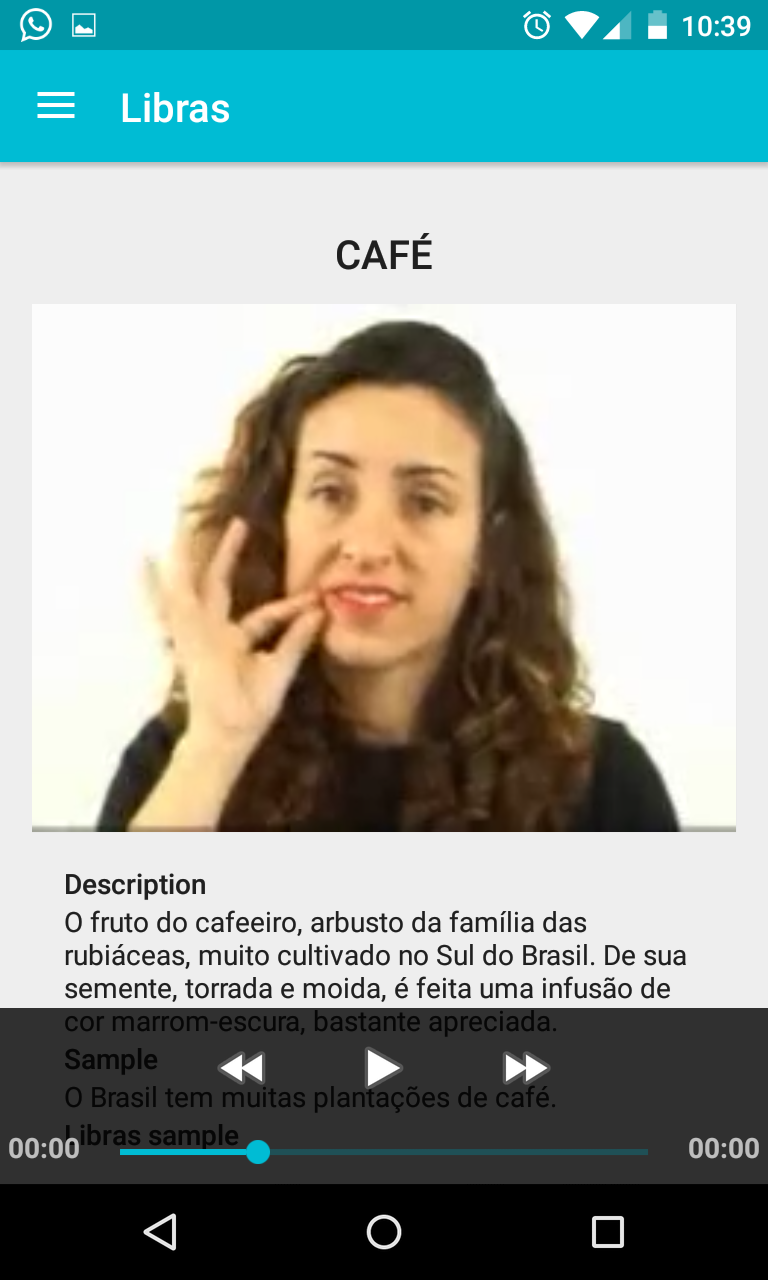 10:39
Libras
CAFÉ
Description
O fruto do cafeeiro, arbusto da família das
rubiáceas, muito cultivado no Sul do Brasil. De sua
semente, torrada e moida, é feita uma infusão de
cor marrom-escura, bastante apreciada.
Sample
O Brasil tem muitas plantações de café.
Libras sample
00:00
00:00